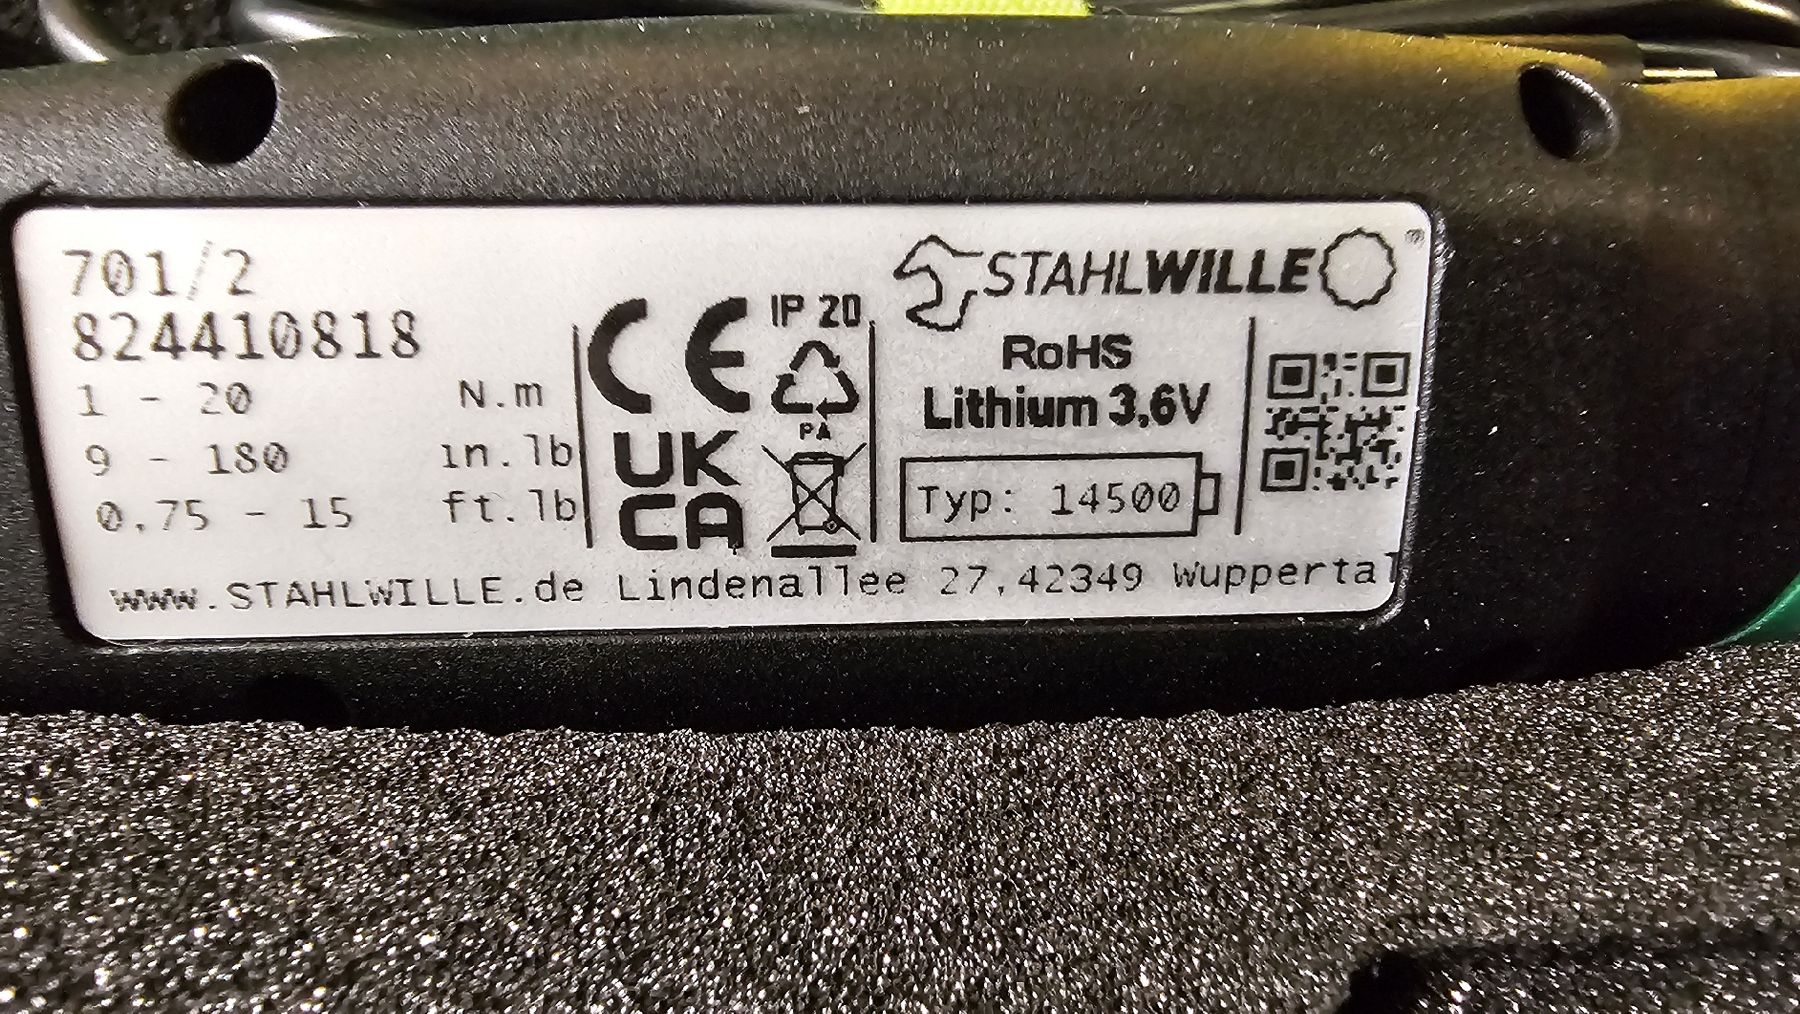 701/2
824410818
1 - 20 N.m
9 - 180 in.lb
0,75 - 15 ft.lb
CE
IP 20
PA
UK
CA
STAHLWILLE®
RoHS
Lithium 3,6V
Typ: 14500
www.STAHLWILLE.de Lindenallee 27,42349 Wuppertal